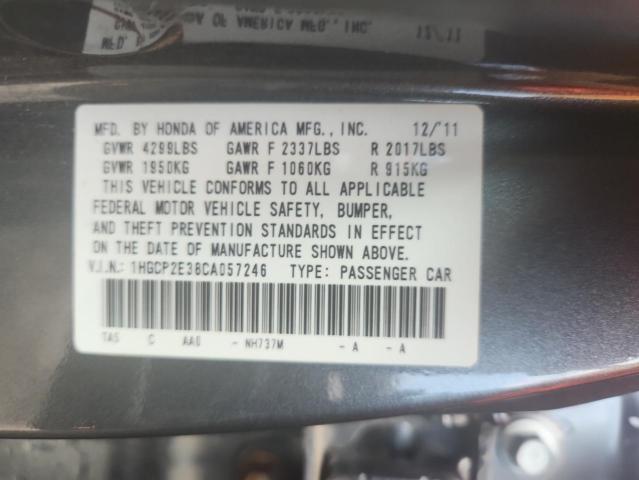 MFD. BY HONDA OF AMERICA MFG., INC. 12/'11
GVWR 4299LBS GAWR F 2337LBS R 2017LBS
GVWR 1950KG GAWR F 1060KG R 915KG
THIS VEHICLE CONFORMS TO ALL APPLICABLE
FEDERAL MOTOR VEHICLE SAFETY, BUMPER,
AND THEFT PREVENTION STANDARDS IN EFFECT
ON THE DATE OF MANUFACTURE SHOWN ABOVE.
V.I.N.: 1HGCP2E38CA057246 TYPE: PASSENGER CAR
TA5 C AA0 - NH737M - A - A